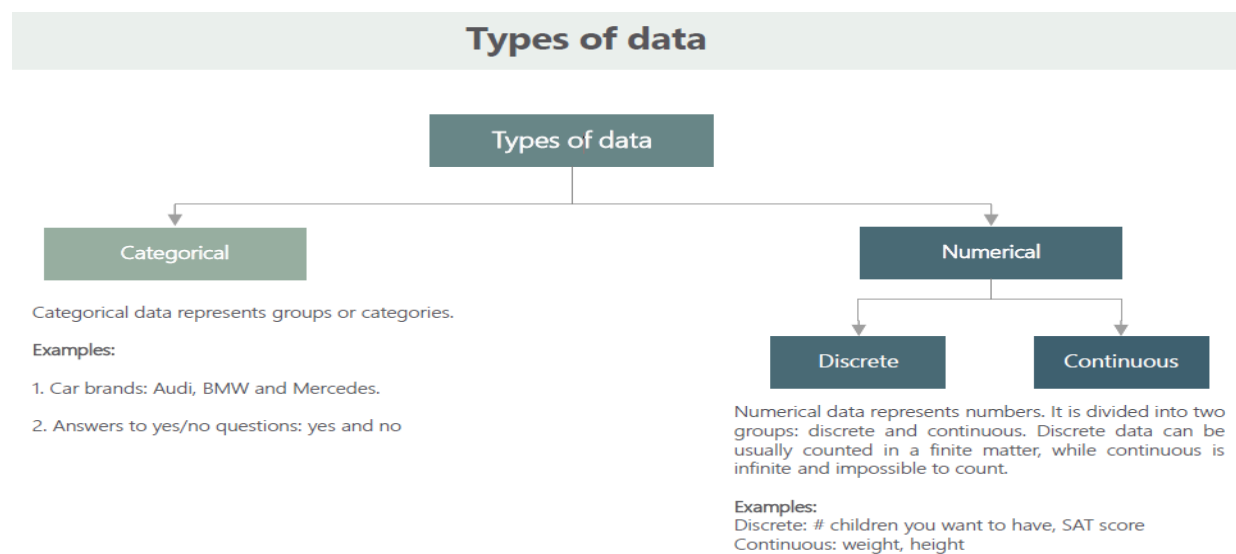 Types of data
Types of data
Categorical
Numerical
Categorical data represents groups or categories.
Examples:
1. Car brands: Audi, BMW and Mercedes.
2. Answers to yes/no questions: yes and no
Discrete
Continuous
Numerical data represents numbers. It is divided into two
groups: discrete and continuous. Discrete data can be
usually counted in a finite matter, while continuous is
infinite and impossible to count.
Examples:
Discrete: # children you want to have, SAT score
Continuous: weight, height